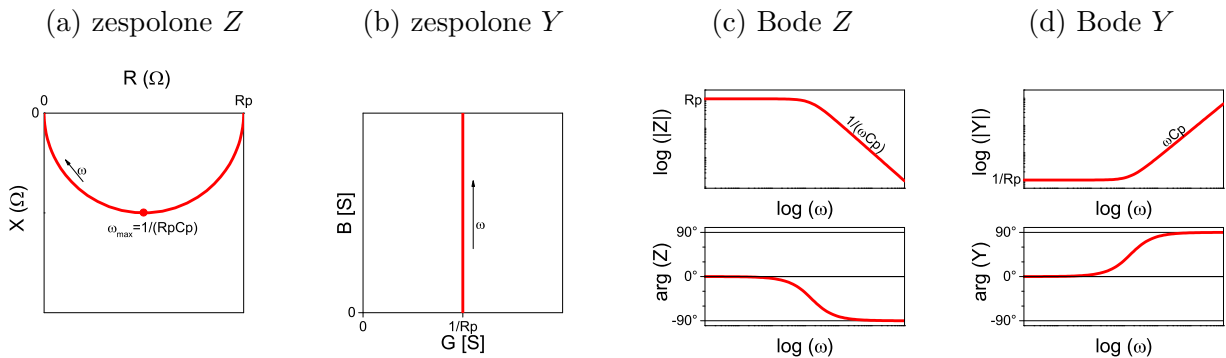 (a) zespolone Z
(b) zespolone Y
(c) Bode Z
(d) Bode Y
R (Ω)
0
Rp
0
X (Ω)
ω
ω_max=1/(RpCp)
B [S]
ω
0
0
1/Rp
G [S]
log (|Z|)
Rp
1/(ωCp)
log (ω)
arg (Z)
90°
0°
-90°
log (ω)
log (|Y|)
1/Rp
ωCp
log (ω)
arg (Y)
90°
0°
-90°
log (ω)